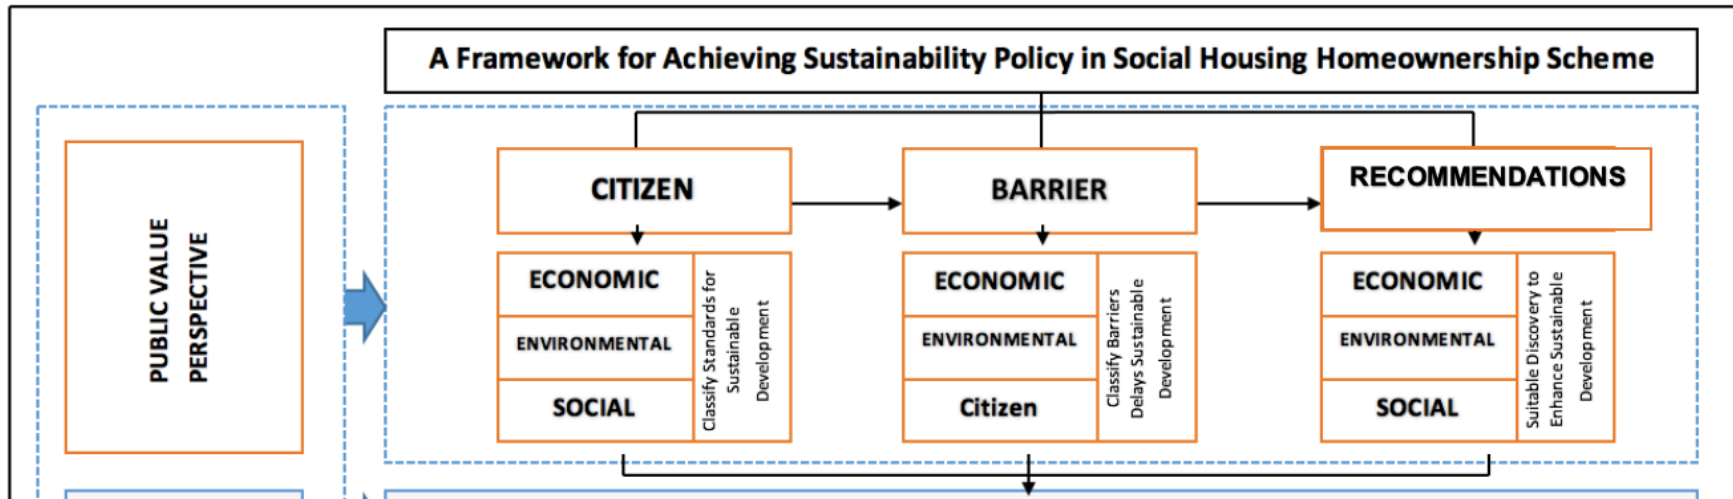 A Framework for Achieving Sustainability Policy in Social Housing Homeownership Scheme
PUBLIC VALUE
PERSPECTIVE
CITIZEN
BARRIER
RECOMMENDATIONS
ECONOMIC
ENVIRONMENTAL
SOCIAL
Classify Standards for
Sustainable
Development
ECONOMIC
ENVIRONMENTAL
Citizen
Classify Barriers
Delays Sustainable
Development
ECONOMIC
ENVIRONMENTAL
SOCIAL
Suitable Discovery to
Enhance Sustainable
Development